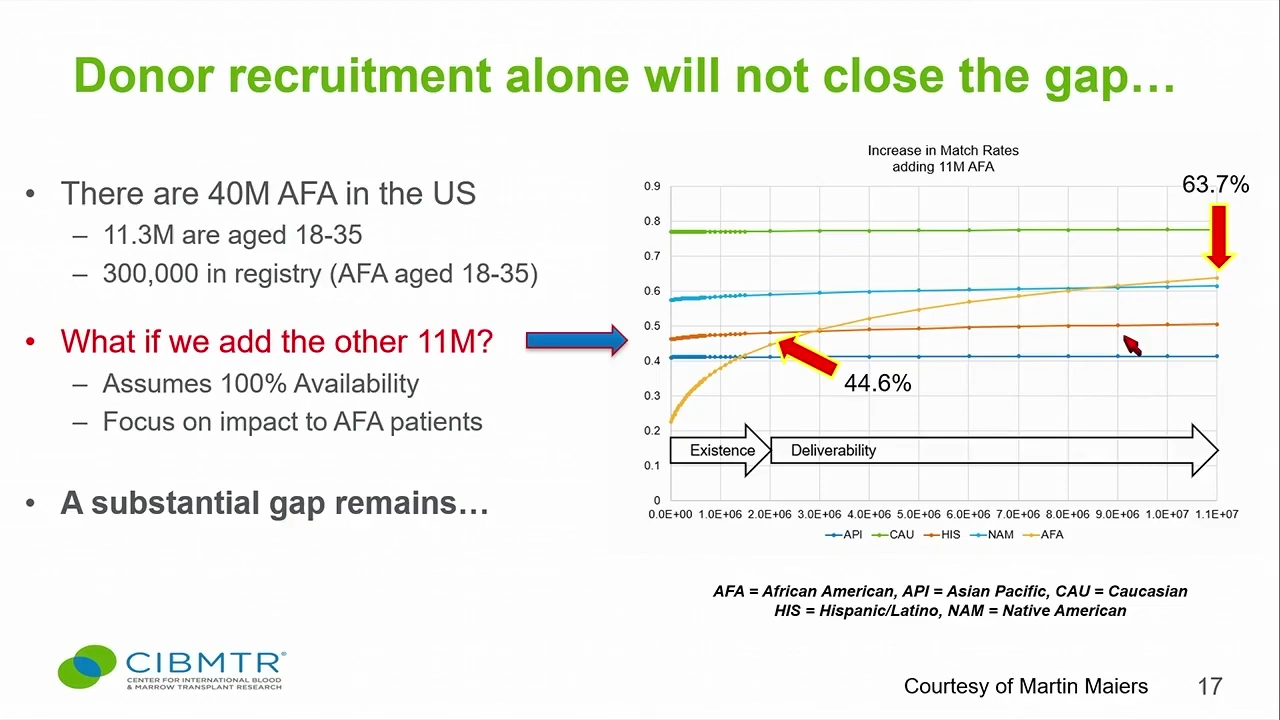 Donor recruitment alone will not close the gap…
• There are 40M AFA in the US
– 11.3M are aged 18-35
– 300,000 in registry (AFA aged 18-35)
• What if we add the other 11M?
– Assumes 100% Availability
– Focus on impact to AFA patients
• A substantial gap remains…
Increase in Match Rates
adding 11M AFA
63.7%
0.9
0.8
0.7
0.6
0.5
0.4
0.3
0.2
0.1
0
44.6%
Existence
Deliverability
0.0E+00 1.0E+06 2.0E+06 3.0E+06 4.0E+06 5.0E+06 6.0E+06 7.0E+06 8.0E+06 9.0E+06 1.0E+07 1.1E+07
API CAU HIS NAM AFA
AFA = African American, API = Asian Pacific, CAU = Caucasian
HIS = Hispanic/Latino, NAM = Native American
CIBMTR®
CENTER FOR INTERNATIONAL BLOOD
& MARROW TRANSPLANT RESEARCH
Courtesy of Martin Maiers
17